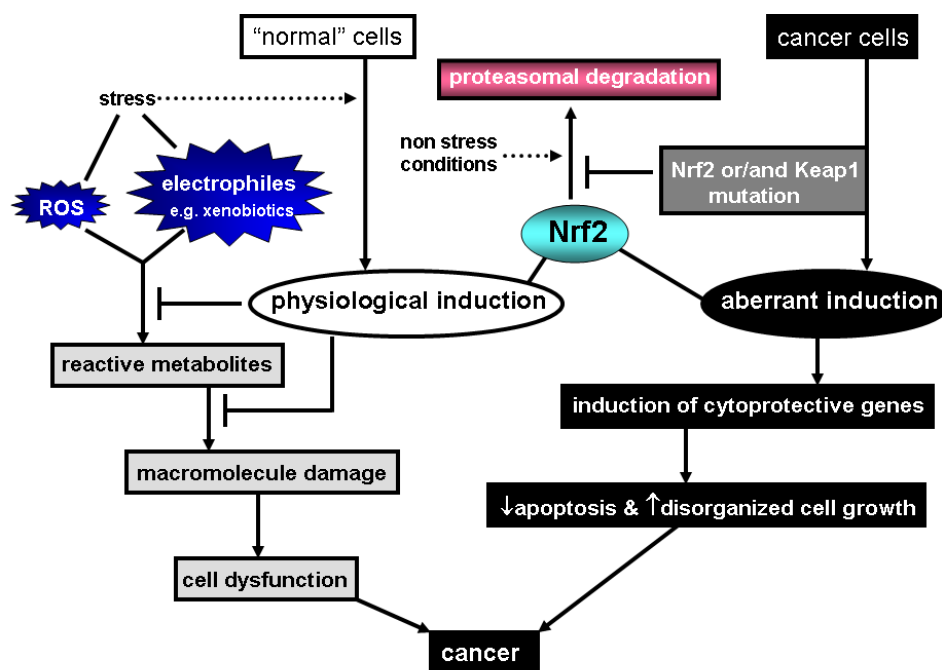 “normal” cells
cancer cells
proteasomal degradation
stress
non stress
conditions
electrophiles
e.g. xenobiotics
ROS
Nrf2 or/and Keap1
mutation
Nrf2
physiological induction
aberrant induction
reactive metabolites
induction of cytoprotective genes
macromolecule damage
↓apoptosis & ↑disorganized cell growth
cell dysfunction
cancer